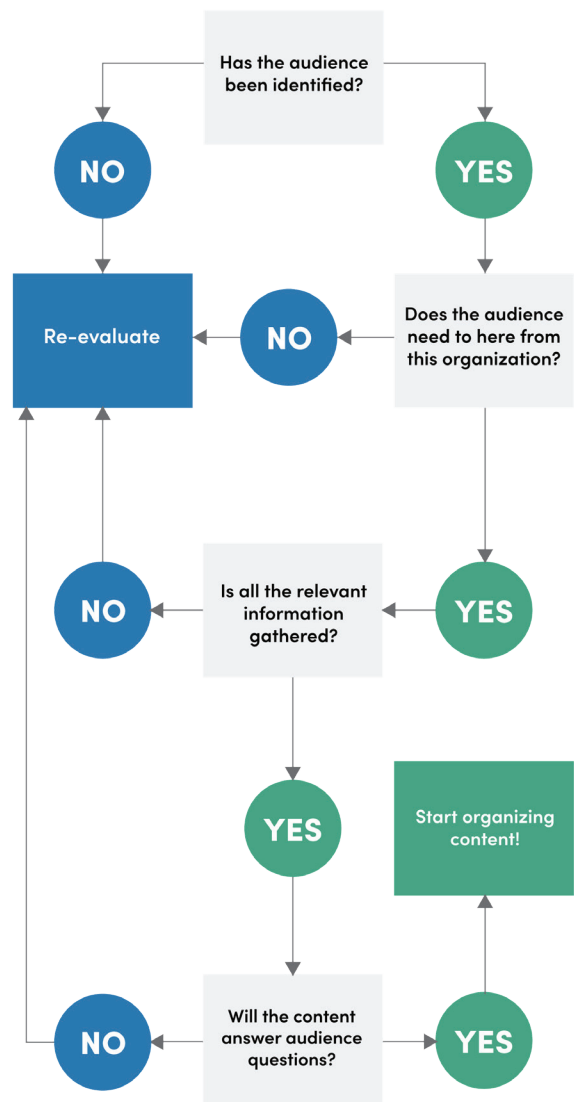 Has the audience
been identified?
NO
YES
Re-evaluate
NO
Does the audience
need to here from
this organization?
NO
Is all the relevant
information
gathered?
YES
YES
Start organizing
content!
NO
Will the content
answer audience
questions?
YES